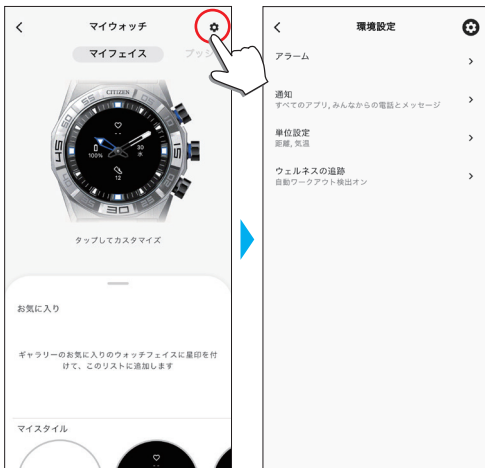 マイウォッチ
マイフェイス
プッシ
CITIZEN
55
50
45
30
15
100%
30
水
12
タップしてカスタマイズ
お気に入り
ギャラリーのお気に入りのウォッチフェイスに星印を付
けて、このリストに追加します
マイスタイル
環境設定
アラーム
通知
すべてのアプリ, みんなからの電話とメッセージ
単位設定
距離, 気温
ウェルネスの追跡
自動ワークアウト検出オン